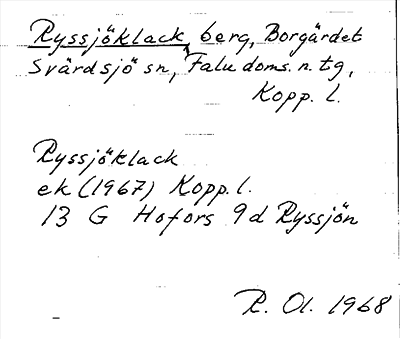 Ryssjöklack, berg, Borgärdet
Svärdsjö sn, Falu doms. n. tg,
Kopp. l.
Ryssjöklack
ek (1967) Kopp. l.
13 G Hofors 9d Ryssjön
R. Ol. 1968